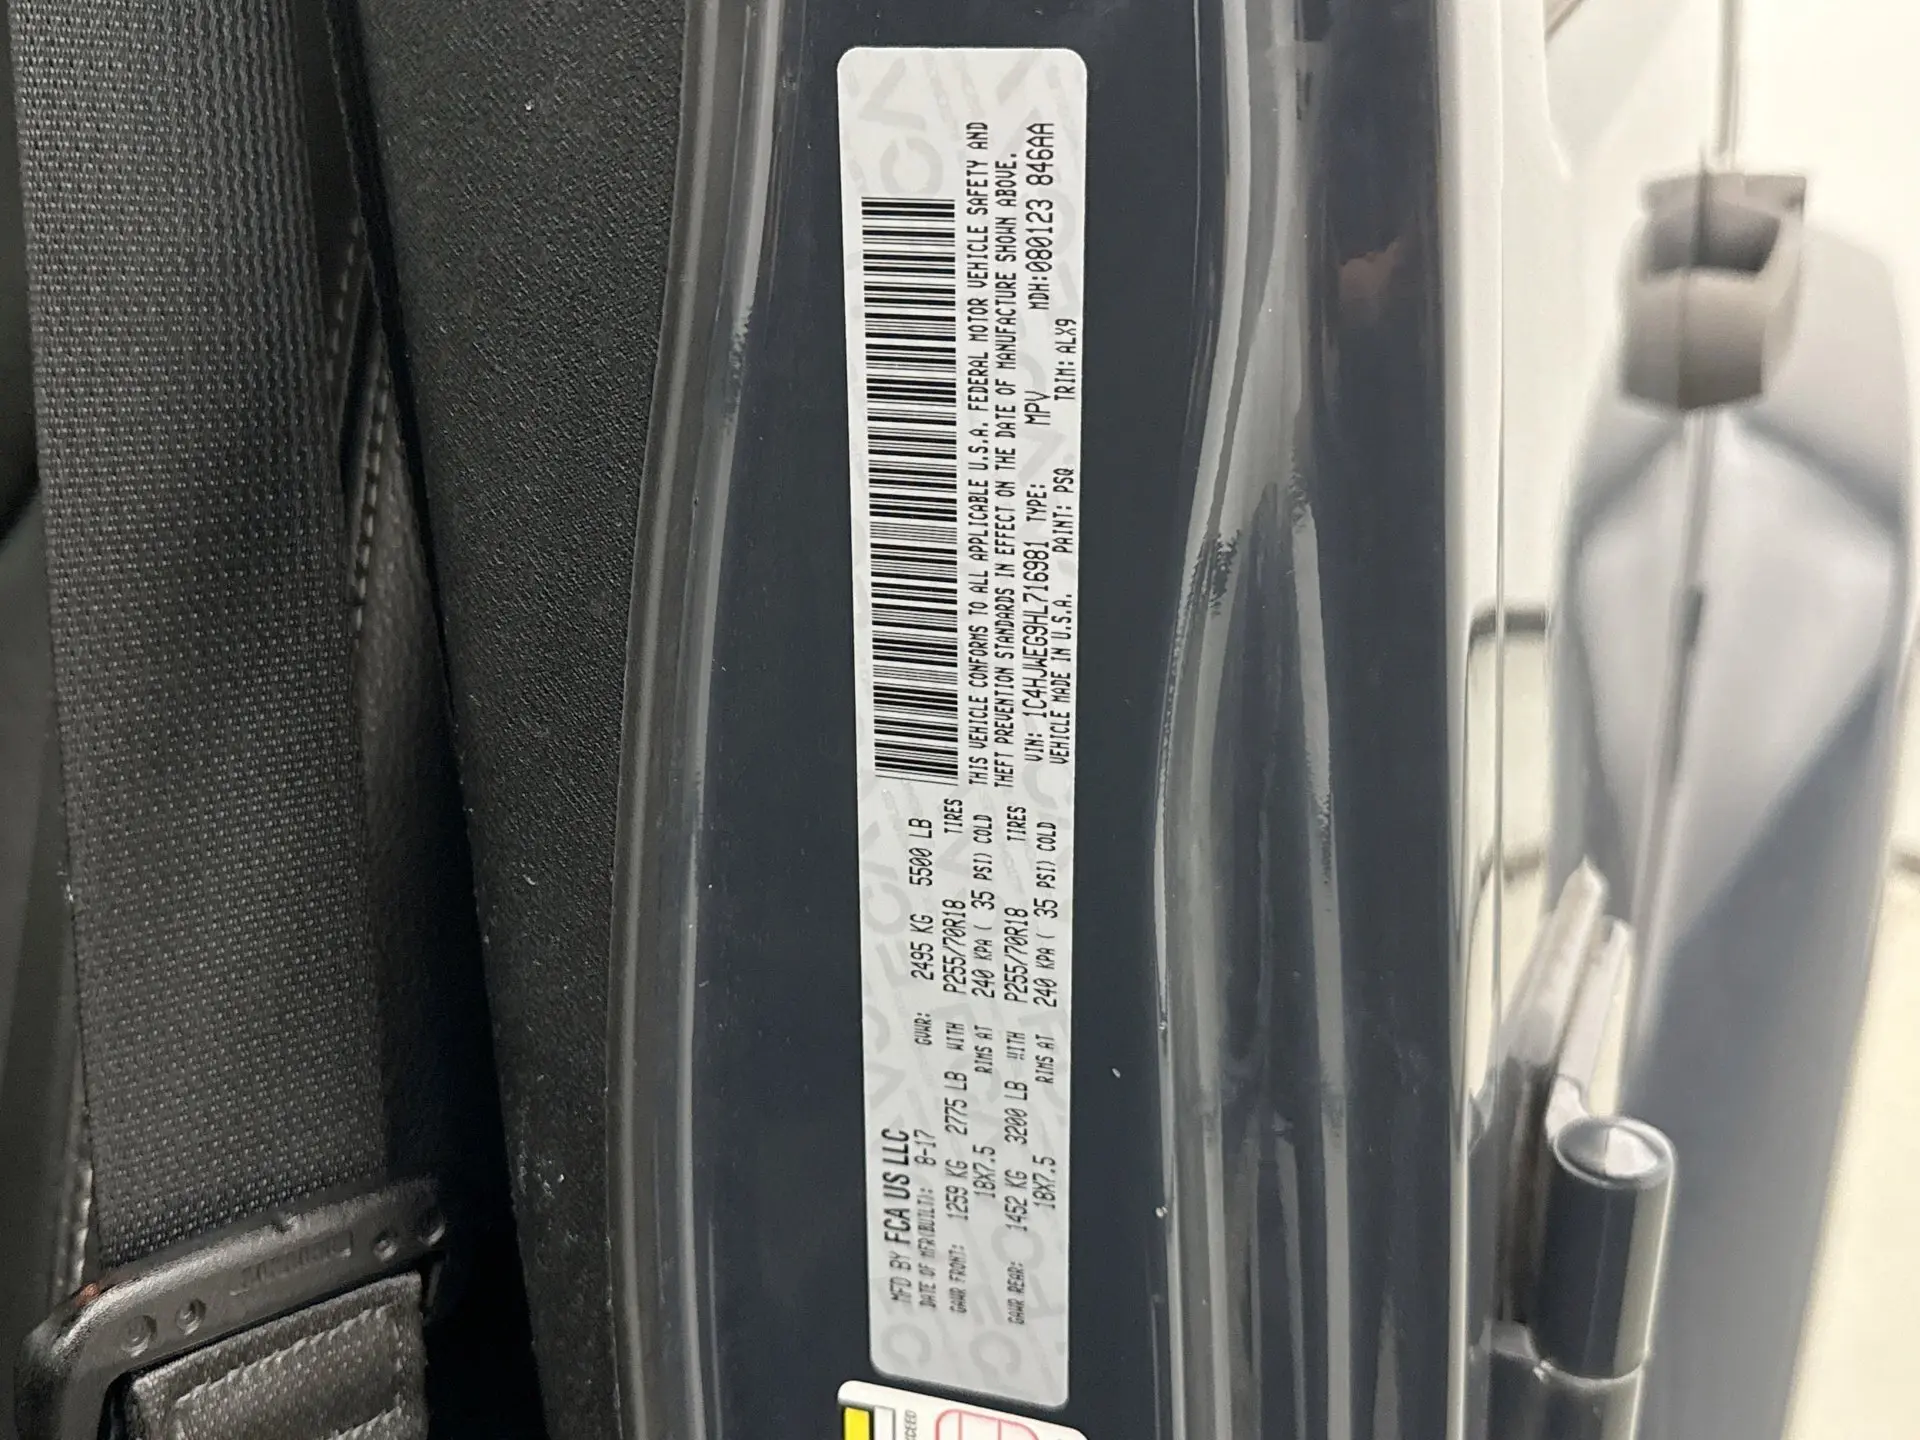 MFD BY FCA US LLC
DATE OF MFR(BUILT): 8-17 GVWR: 2495 KG 5500 LB
GAWR FRONT: 1259 KG 2775 LB WITH P255/70R18 TIRES
18X7.5 RIMS AT 240 KPA ( 35 PSI) COLD
GAWR REAR: 1452 KG 3200 LB WITH P255/70R18 TIRES
18X7.5 RIMS AT 240 KPA ( 35 PSI) COLD
THIS VEHICLE CONFORMS TO ALL APPLICABLE U.S.A. FEDERAL MOTOR VEHICLE SAFETY AND
THEFT PREVENTION STANDARDS IN EFFECT ON THE DATE OF MANUFACTURE SHOWN ABOVE.
VIN: 1C4HJWEG9HL716981 TYPE: MPV MDH:080123 846AA
VEHICLE MADE IN U.S.A. PAINT: PSQ TRIM: ALX9